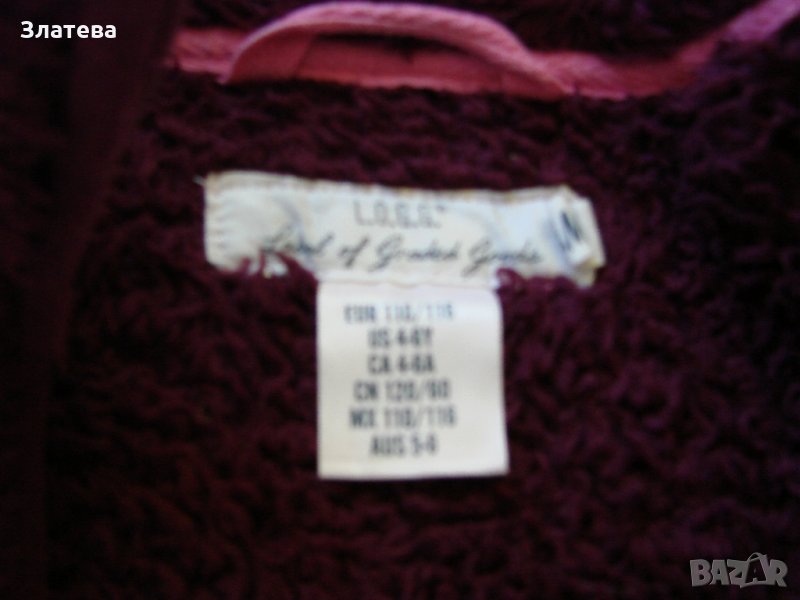 Златева
L.O.G.G.
Label of Graded Goods
EUR 110/116
US 4-6Y
CA 4-6A
CN 120/60
MX 110/116
AUS 5-6
BAZAR